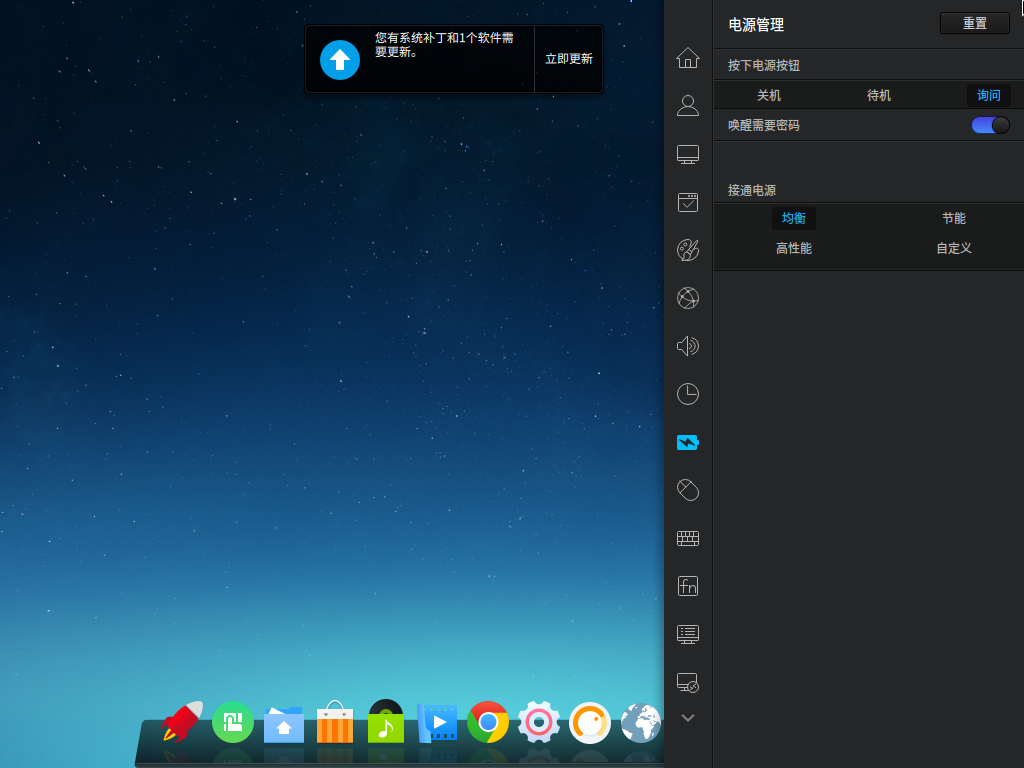 您有系统补丁和1个软件需
要更新。
立即更新
电源管理
重置
按下电源按钮
关机 待机 询问
唤醒需要密码
接通电源
均衡 节能
高性能 自定义
fn